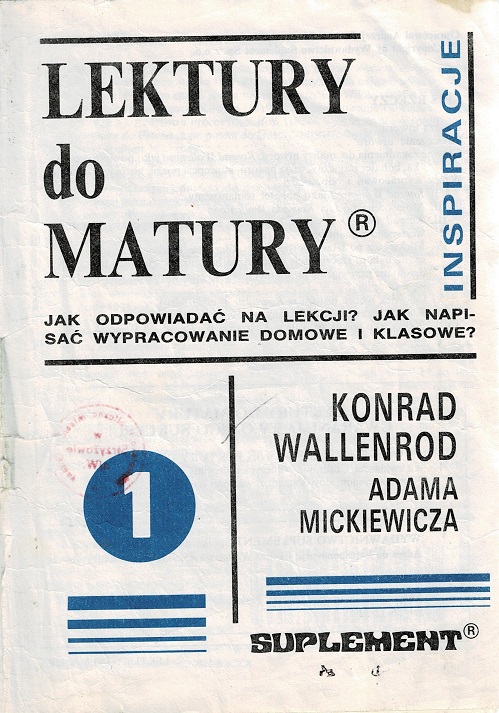 LEKTURY
do
MATURY ®
INSPIRACJE
JAK ODPOWIADAĆ NA LEKCJI? JAK NAPI-
SAĆ WYPRACOWANIE DOMOWE I KLASOWE?
1
KONRAD
WALLENROD
ADAMA
MICKIEWICZA
SUPLEMENT®